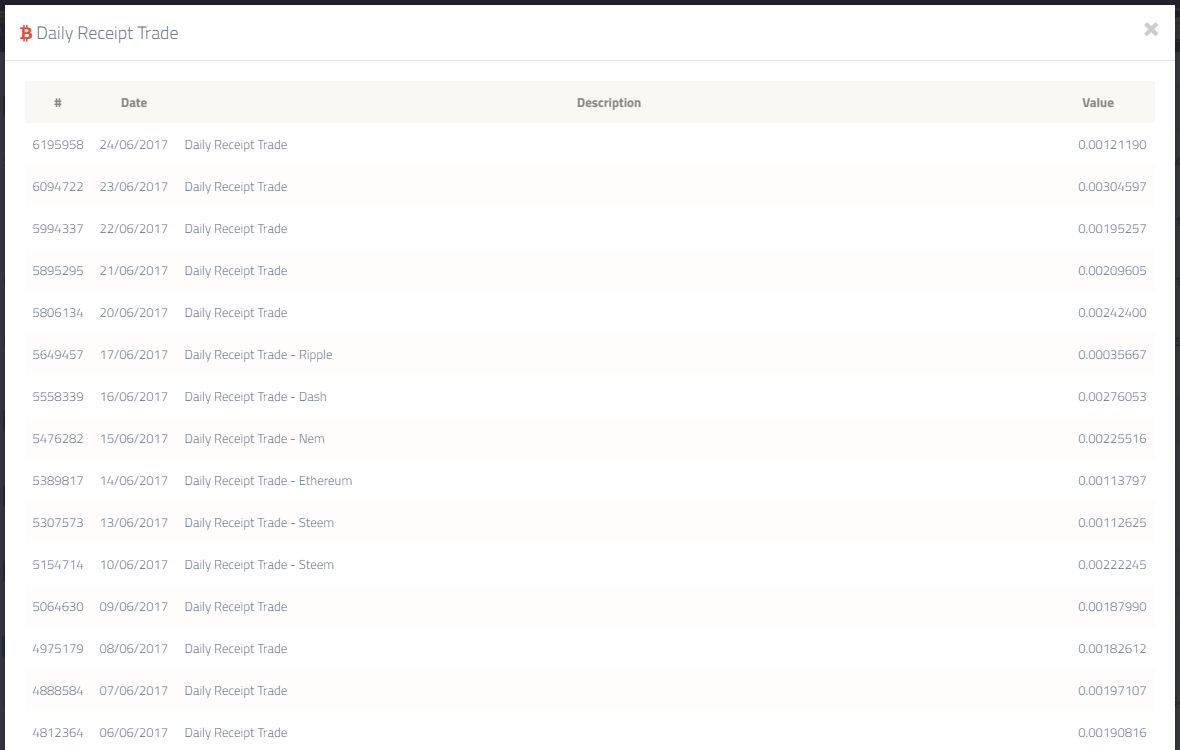 Daily Receipt Trade
# Date Description Value
6195958 24/06/2017 Daily Receipt Trade 0.00121190
6094722 23/06/2017 Daily Receipt Trade 0.00304597
5994337 22/06/2017 Daily Receipt Trade 0.00195257
5895295 21/06/2017 Daily Receipt Trade 0.00209605
5806134 20/06/2017 Daily Receipt Trade 0.00242400
5649457 17/06/2017 Daily Receipt Trade - Ripple 0.00035667
5558339 16/06/2017 Daily Receipt Trade - Dash 0.00276053
5476282 15/06/2017 Daily Receipt Trade - Nem 0.00225516
5389817 14/06/2017 Daily Receipt Trade - Ethereum 0.00113797
5307573 13/06/2017 Daily Receipt Trade - Steem 0.00112625
5154714 10/06/2017 Daily Receipt Trade - Steem 0.00222245
5064630 09/06/2017 Daily Receipt Trade 0.00187990
4975179 08/06/2017 Daily Receipt Trade 0.00182612
4888584 07/06/2017 Daily Receipt Trade 0.00197107
4812364 06/06/2017 Daily Receipt Trade 0.00190816